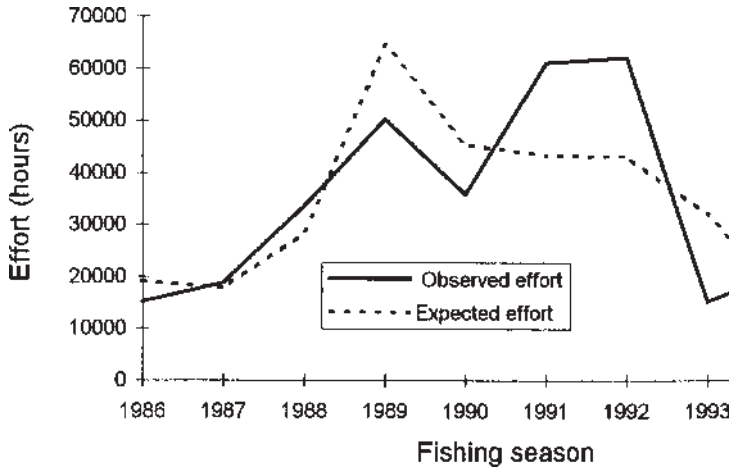 70000
60000
50000
40000
30000
20000
10000
0
Effort (hours)
Observed effort
Expected effort
1986 1987 1988 1989 1990 1991 1992 1993
Fishing season